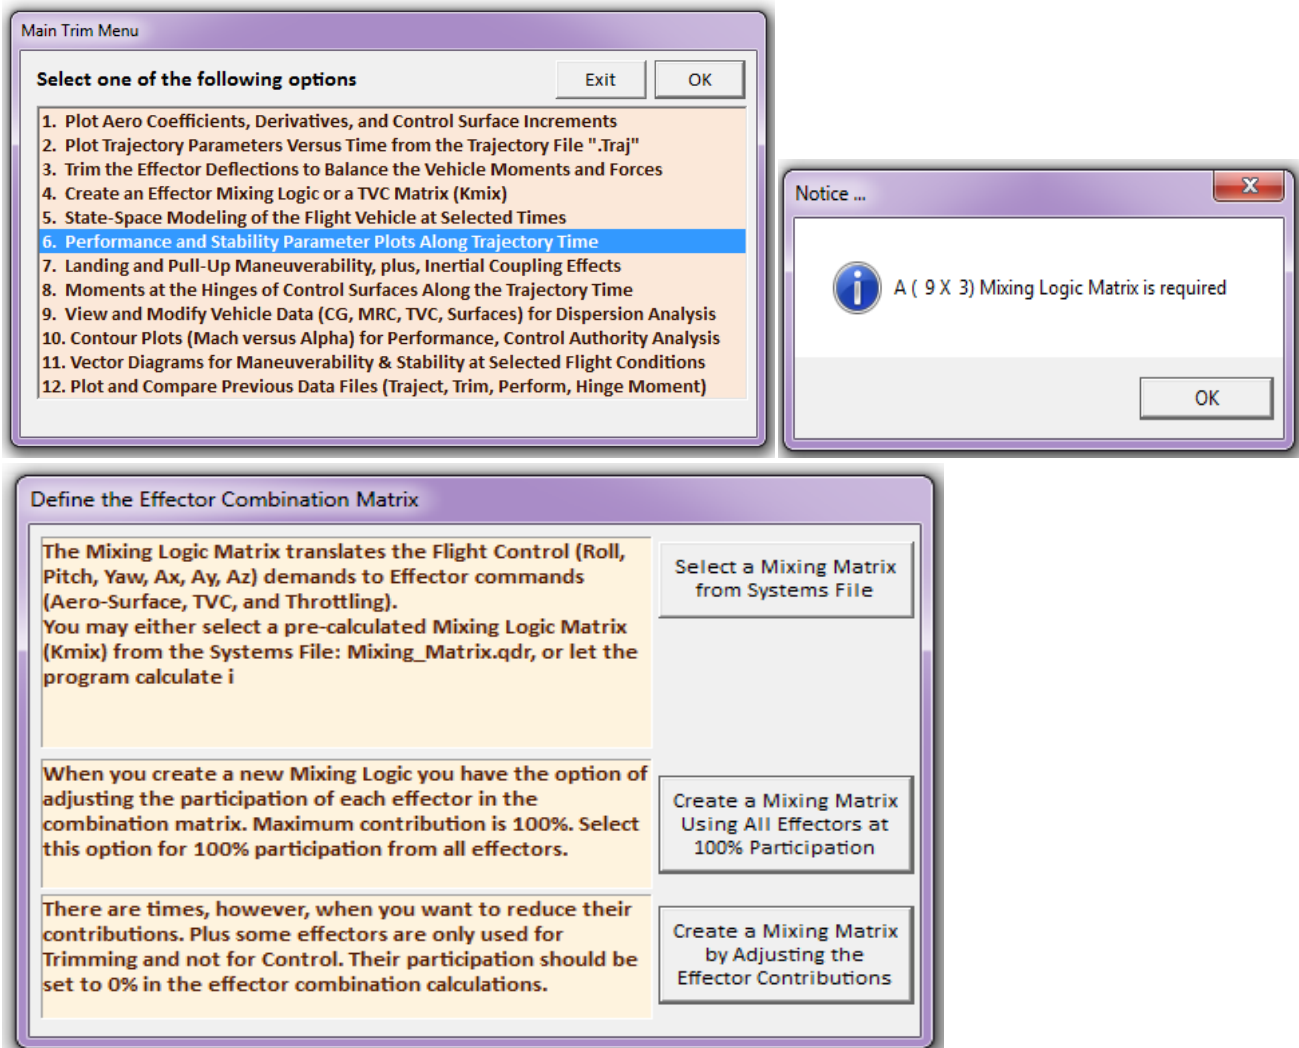 Main Trim Menu
Select one of the following options
Exit
OK
1. Plot Aero Coefficients, Derivatives, and Control Surface Increments
2. Plot Trajectory Parameters Versus Time from the Trajectory File ".Traj"
3. Trim the Effector Deflections to Balance the Vehicle Moments and Forces
4. Create an Effector Mixing Logic or a TVC Matrix (Kmix)
5. State-Space Modeling of the Flight Vehicle at Selected Times
6. Performance and Stability Parameter Plots Along Trajectory Time
7. Landing and Pull-Up Maneuverability, plus, Inertial Coupling Effects
8. Moments at the Hinges of Control Surfaces Along the Trajectory Time
9. View and Modify Vehicle Data (CG, MRC, TVC, Surfaces) for Dispersion Analysis
10. Contour Plots (Mach versus Alpha) for Performance, Control Authority Analysis
11. Vector Diagrams for Maneuverability & Stability at Selected Flight Conditions
12. Plot and Compare Previous Data Files (Traject, Trim, Perform, Hinge Moment)
Notice ...
A ( 9 X 3) Mixing Logic Matrix is required
OK
Define the Effector Combination Matrix
The Mixing Logic Matrix translates the Flight Control (Roll,
Pitch, Yaw, Ax, Ay, Az) demands to Effector commands
(Aero-Surface, TVC, and Throttling).
You may either select a pre-calculated Mixing Logic Matrix
(Kmix) from the Systems File: Mixing_Matrix.qdr, or let the
program calculate i
Select a Mixing Matrix
from Systems File
When you create a new Mixing Logic you have the option of
adjusting the participation of each effector in the
combination matrix. Maximum contribution is 100%. Select
this option for 100% participation from all effectors.
Create a Mixing Matrix
Using All Effectors at
100% Participation
There are times, however, when you want to reduce their
contributions. Plus some effectors are only used for
Trimming and not for Control. Their participation should be
set to 0% in the effector combination calculations.
Create a Mixing Matrix
by Adjusting the
Effector Contributions